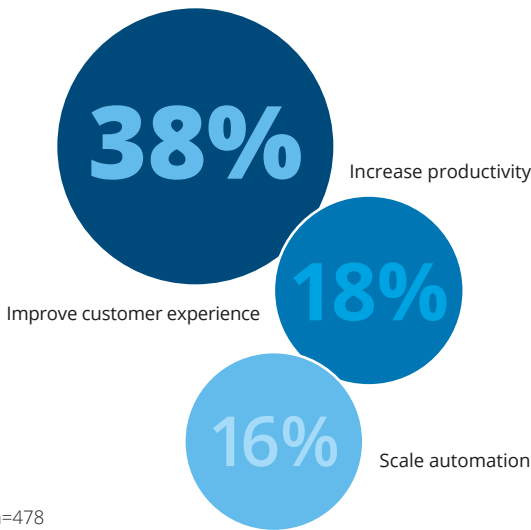 38%
Increase productivity
18%
Improve customer experience
16%
Scale automation
=478